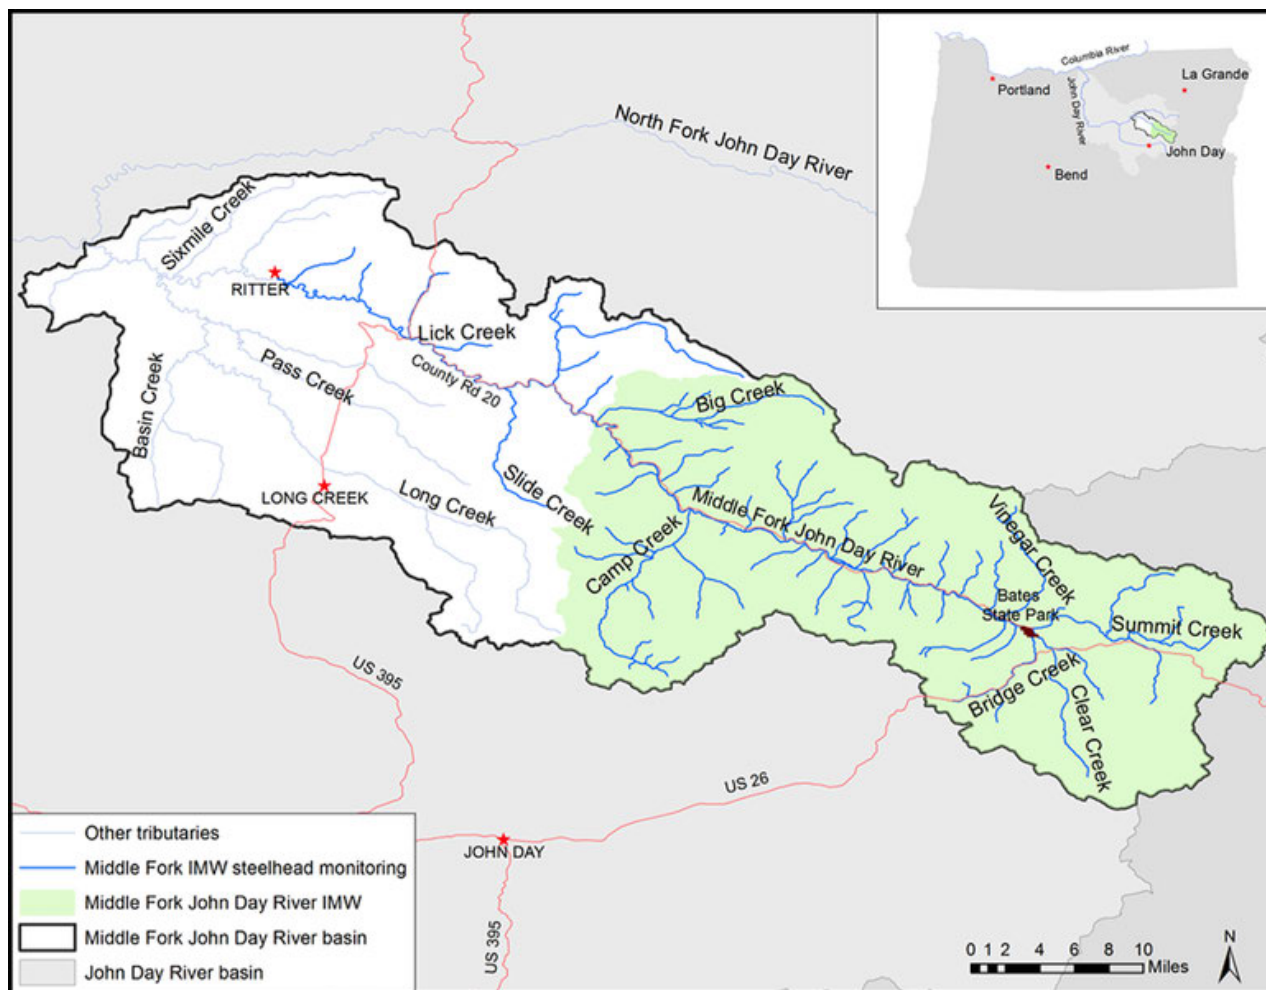 Columbia River
La Grande
Portland
John Day River
John Day
Bend
North Fork John Day River
Sixmile Creek
RITTER
Lick Creek
County Rd 20
Pass Creek
Basin Creek
Big Creek
LONG CREEK
Long Creek
Slide Creek
Middle Fork John Day River
Vinegar Creek
Camp Creek
Bates
State Park
Summit Creek
Bridge Creek
Clear Creek
US 395
US 26
JOHN DAY
US 395
Other tributaries
Middle Fork IMW steelhead monitoring
Middle Fork John Day River IMW
Middle Fork John Day River basin
John Day River basin
0 1 2 4 6 8 10
Miles
N